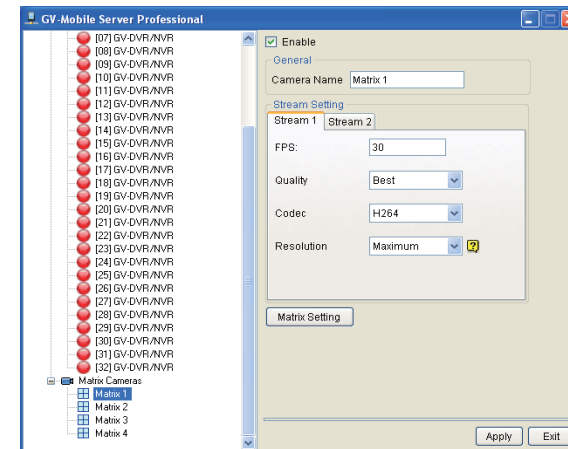 GV-Mobile Server Professional
[07] GV-DVR/NVR
[08] GV-DVR/NVR
[09] GV-DVR/NVR
[10] GV-DVR/NVR
[11] GV-DVR/NVR
[12] GV-DVR/NVR
[13] GV-DVR/NVR
[14] GV-DVR/NVR
[15] GV-DVR/NVR
[16] GV-DVR/NVR
[17] GV-DVR/NVR
[18] GV-DVR/NVR
[19] GV-DVR/NVR
[20] GV-DVR/NVR
[21] GV-DVR/NVR
[22] GV-DVR/NVR
[23] GV-DVR/NVR
[24] GV-DVR/NVR
[25] GV-DVR/NVR
[26] GV-DVR/NVR
[27] GV-DVR/NVR
[28] GV-DVR/NVR
[29] GV-DVR/NVR
[30] GV-DVR/NVR
[31] GV-DVR/NVR
[32] GV-DVR/NVR
Matrix Cameras
Matrix 1
Matrix 2
Matrix 3
Matrix 4
Enable
General
Camera Name Matrix 1
Stream Setting
Stream 1 Stream 2
FPS: 30
Quality Best
Codec H264
Resolution Maximum ?
Matrix Setting
Apply Exit